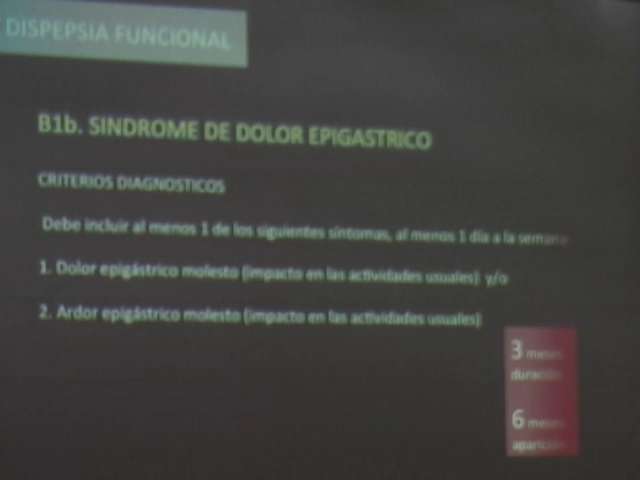 DISPEPSIA FUNCIONAL
B1b. SINDROME DE DOLOR EPIGASTRICO
CRITERIOS DIAGNOSTICOS
Debe incluir al menos 1 de los siguientes síntomas, al menos 1 día a la semana
1. Dolor epigástrico molesto (impacto en las actividades usuales) y/o
2. Ardor epigástrico molesto (impacto en las actividades usuales)
3 meses
duración
6 meses
aparición